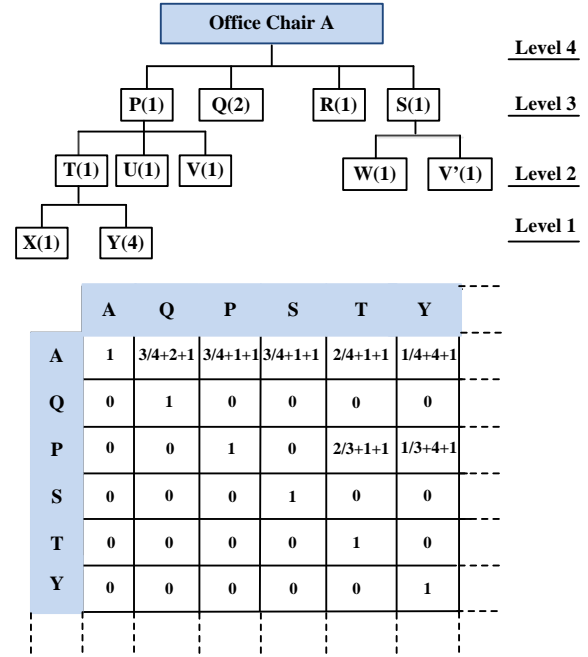 Office Chair A
Level 4
P(1) Q(2) R(1) S(1) Level 3
T(1) U(1) V(1) W(1) V’(1) Level 2
X(1) Y(4) Level 1
A Q P S T Y
A 1 3/4+2+1 3/4+1+1 3/4+1+1 2/4+1+1 1/4+4+1
Q 0 1 0 0 0 0
P 0 0 1 0 2/3+1+1 1/3+4+1
S 0 0 0 1 0 0
T 0 0 0 0 1 0
Y 0 0 0 0 0 1